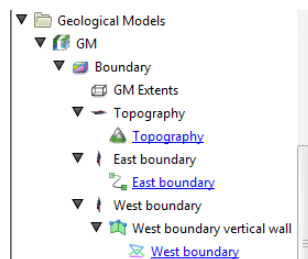 Geological Models
GM
Boundary
GM Extents
Topography
Topography
East boundary
East boundary
West boundary
West boundary vertical wall
West boundary